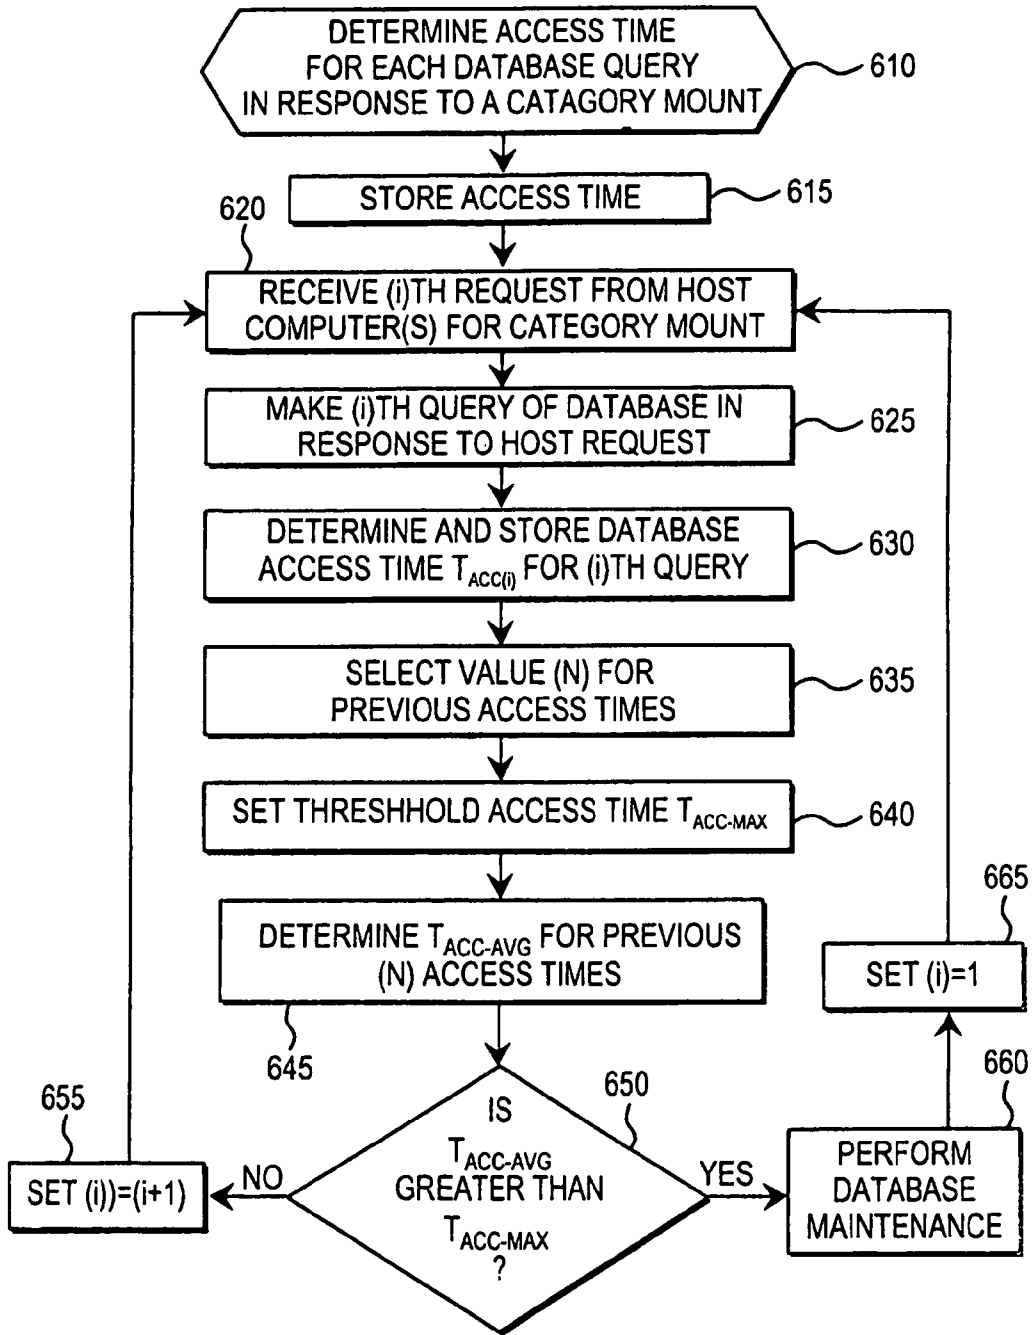 DETERMINE ACCESS TIME
FOR EACH DATABASE QUERY
IN RESPONSE TO A CATAGORY MOUNT
610
STORE ACCESS TIME
615
620
RECEIVE (i)TH REQUEST FROM HOST
COMPUTER(S) FOR CATEGORY MOUNT
MAKE (i)TH QUERY OF DATABASE IN
RESPONSE TO HOST REQUEST
625
DETERMINE AND STORE DATABASE
ACCESS TIME TACC(i) FOR (i)TH QUERY
630
SELECT VALUE (N) FOR
PREVIOUS ACCESS TIMES
635
SET THRESHHOLD ACCESS TIME TACC-MAX
640
DETERMINE TACC-AVG FOR PREVIOUS
(N) ACCESS TIMES
645
665
SET (i)=1
650
IS
TACC-AVG
GREATER THAN
TACC-MAX
?
NO
YES
655
SET (i))=(i+1)
660
PERFORM
DATABASE
MAINTENANCE